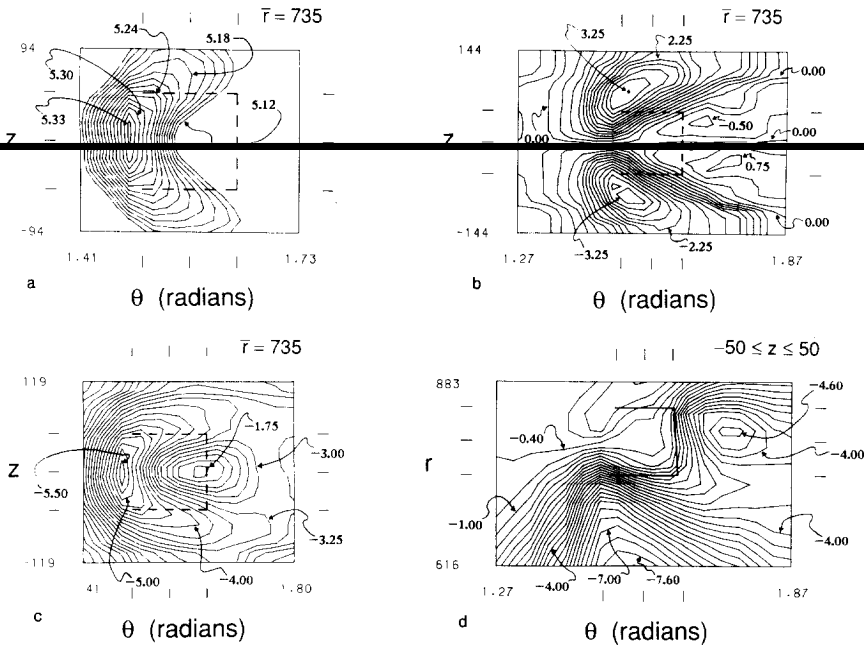 r̄ = 735
94
5.24
5.18
5.30
5.33
5.12
z
-94
1.41
1.73
a
θ (radians)
r̄ = 735
144
3.25
2.25
0.00
−0.50
0.00
0.00
z
0.75
0.00
−3.25
−2.25
-144
1.27
1.87
b
θ (radians)
r̄ = 735
119
−1.75
−3.00
z
−5.50
−3.25
-119
41
−5.00
−4.00
1.80
c
θ (radians)
−50 ≤ z ≤ 50
883
−4.60
−0.40
−4.00
r
−1.00
−4.00
616
1.27
−4.00
−7.00
−7.60
1.87
d
θ (radians)